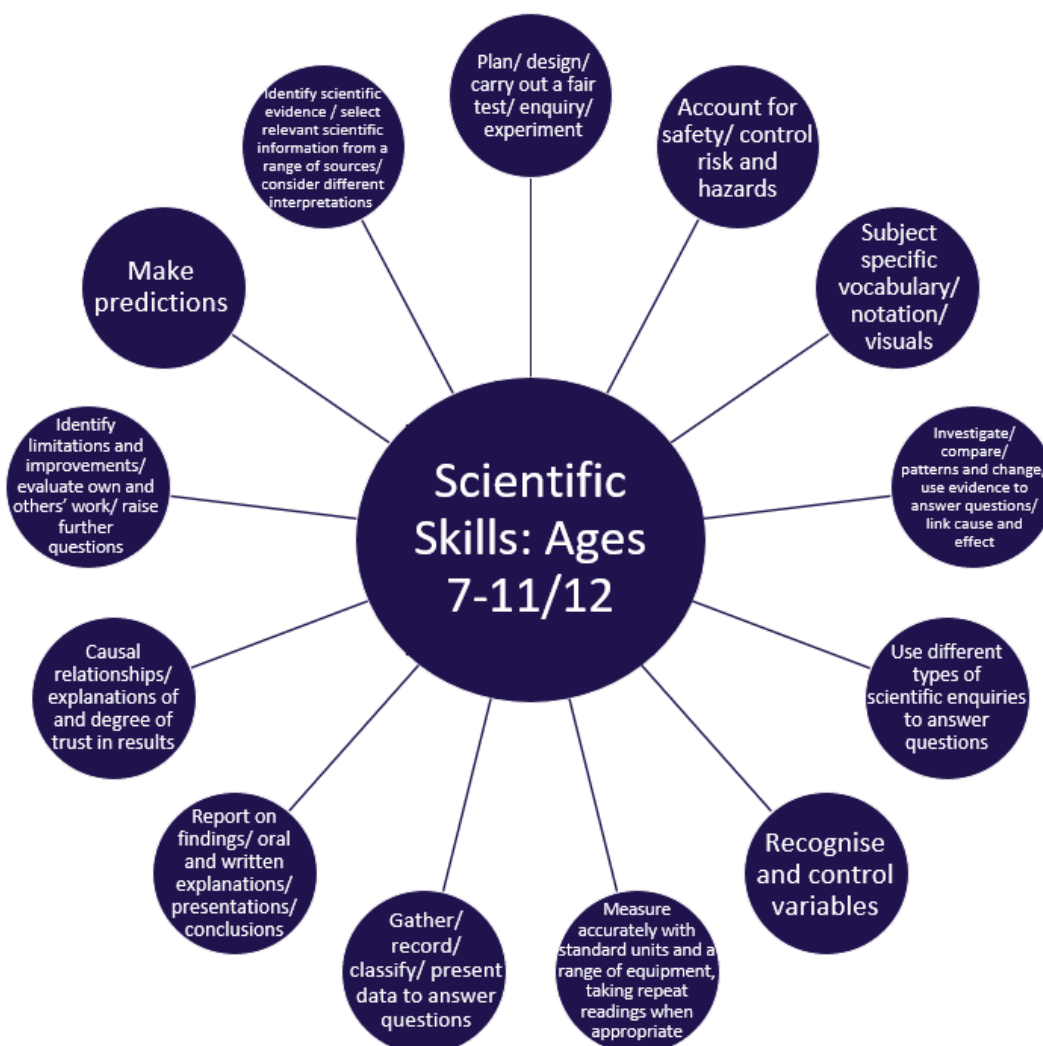 Scientific
Skills: Ages
7-11/12
Plan/ design/
carry out a fair
test/ enquiry/
experiment
Account for
safety/ control
risk and
hazards
Subject
specific
vocabulary/
notation/
visuals
Investigate/
compare/
patterns and change/
use evidence to
answer questions/
link cause and
effect
Use different
types of
scientific enquiries
to answer
questions
Recognise
and control
variables
Measure
accurately with
standard units and a
range of equipment,
taking repeat
readings when
appropriate
Gather/
record/
classify/ present
data to answer
questions
Report on
findings/ oral
and written
explanations/
presentations/
conclusions
Causal
relationships/
explanations of
and degree of
trust in results
Identify
limitations and
improvements/
evaluate own and
others' work/ raise
further
questions
Make
predictions
Identify scientific
evidence / select
relevant scientific
information from a
range of sources/
consider different
interpretations